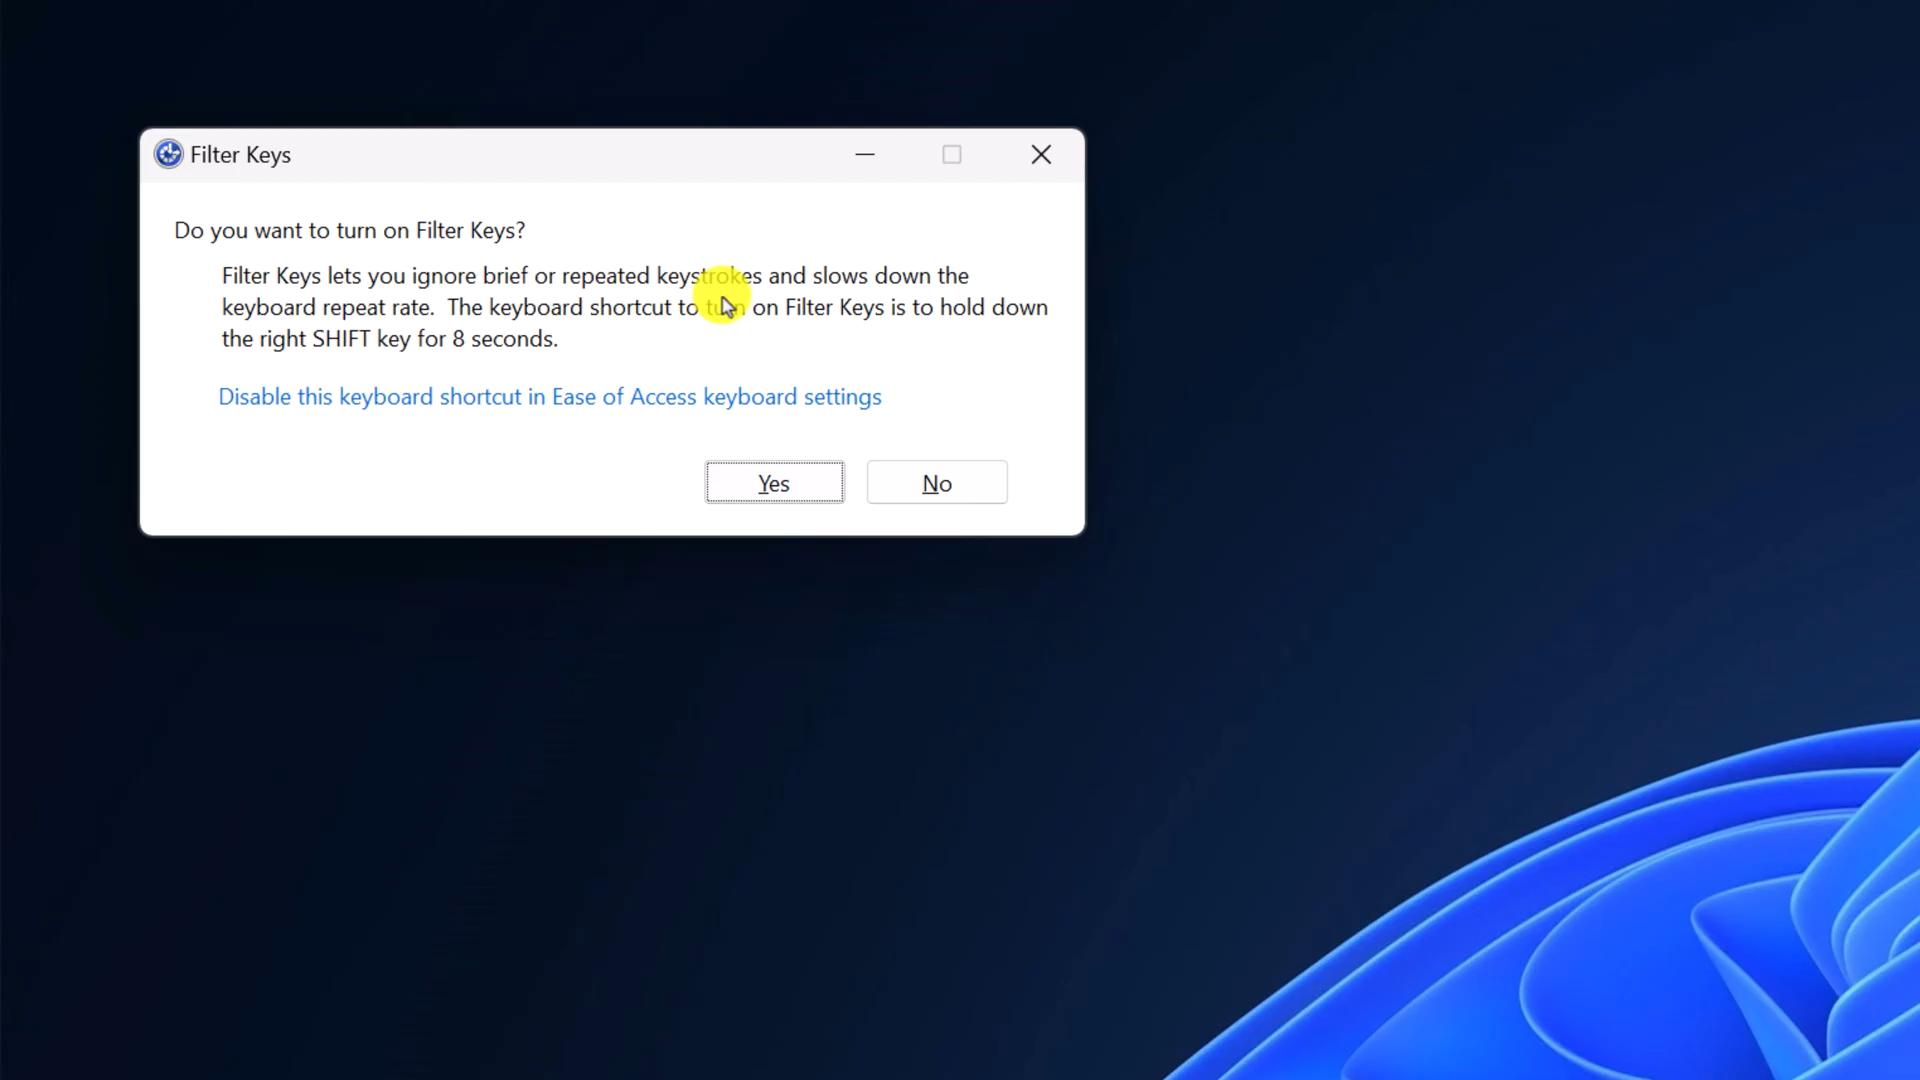 Filter Keys
Do you want to turn on Filter Keys?
Filter Keys lets you ignore brief or repeated keystrokes and slows down the
keyboard repeat rate.  The keyboard shortcut to turn on Filter Keys is to hold down
the right SHIFT key for 8 seconds.
Disable this keyboard shortcut in Ease of Access keyboard settings
Yes
No